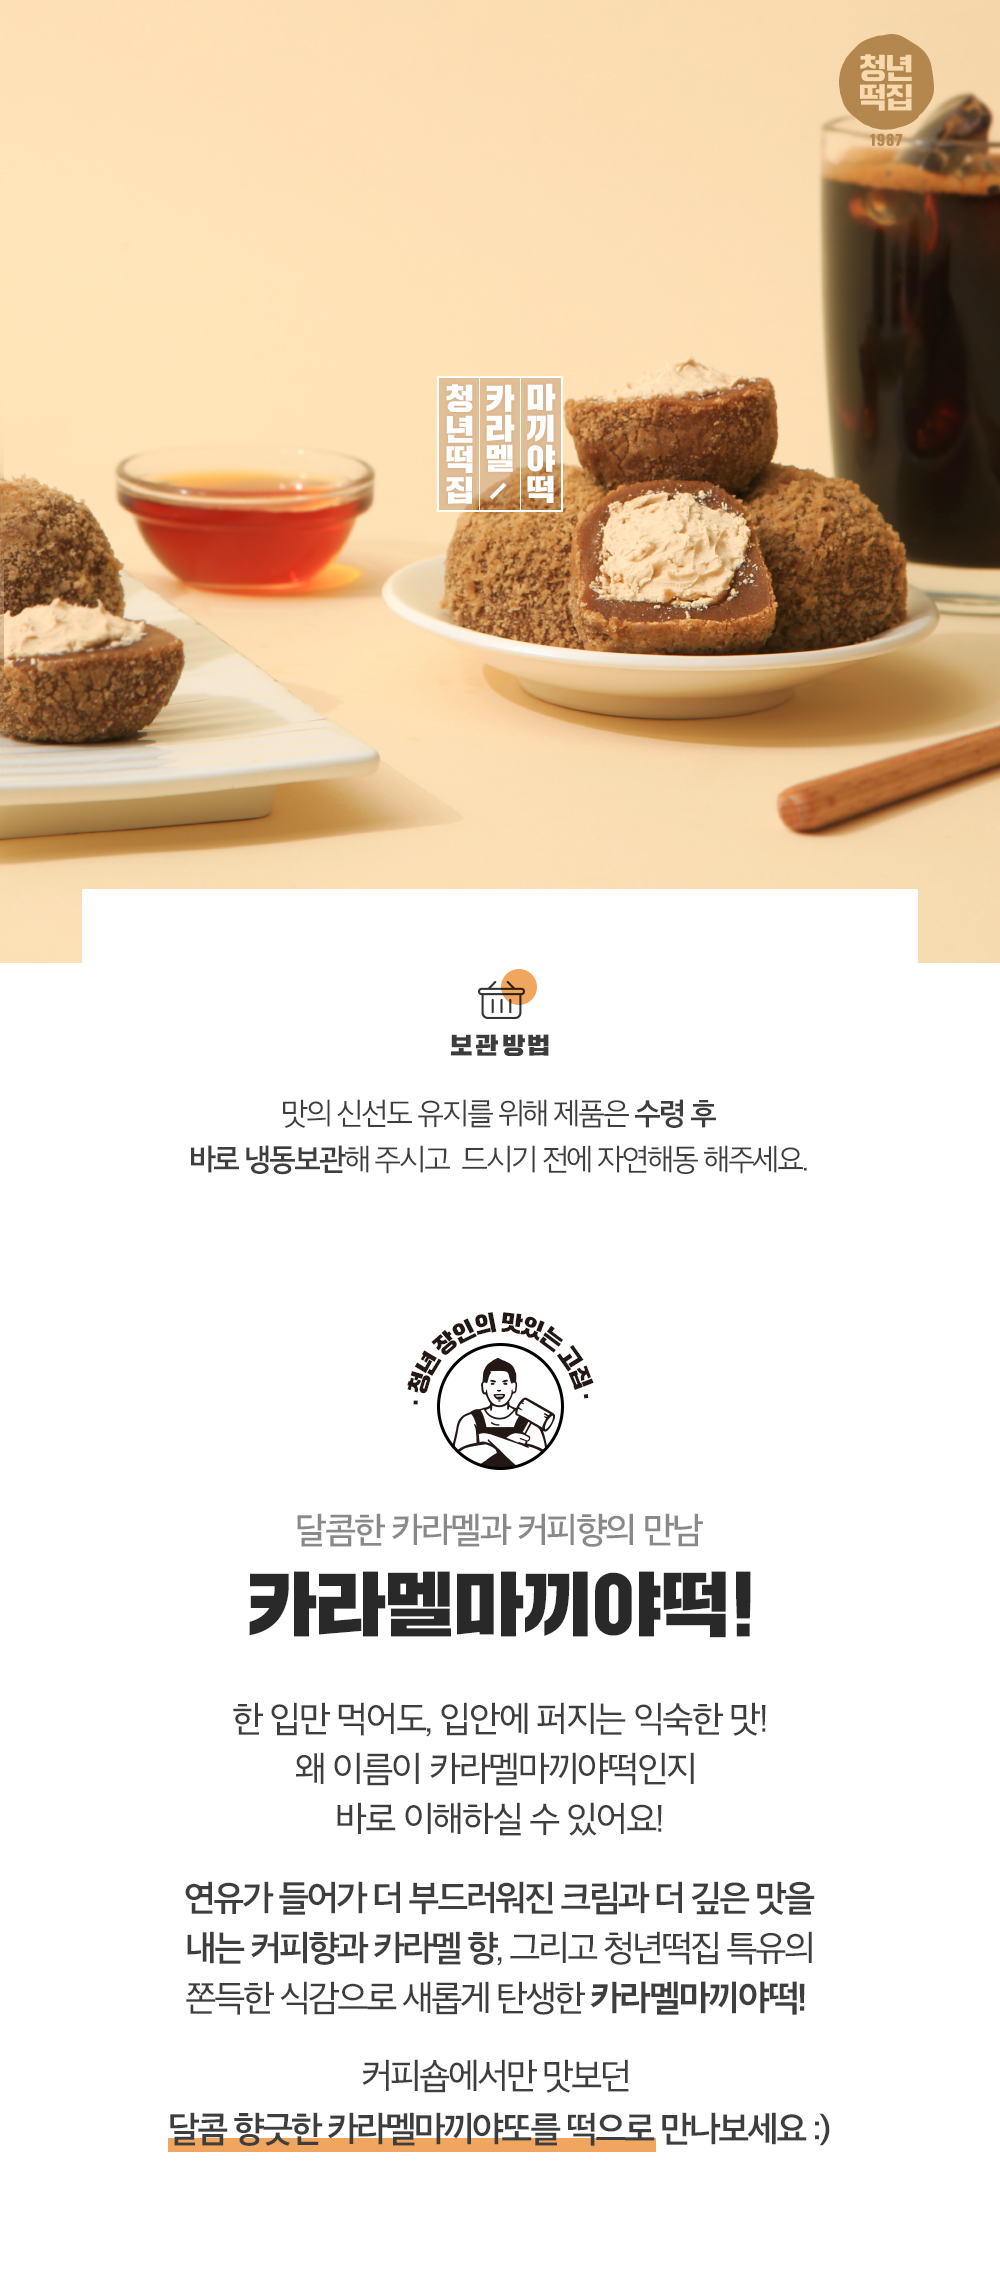 청년
떡집
1987
청년떡집
카라멜
마끼야떡
보관방법
맛의 신선도 유지를 위해 제품은 수령 후
바로 냉동보관해 주시고 드시기 전에 자연해동 해주세요.
· 청년 장인의 맛있는 고집 ·
달콤한 카라멜과 커피향의 만남
카라멜마끼야떡!
한 입만 먹어도, 입안에 퍼지는 익숙한 맛!
왜 이름이 카라멜마끼야떡인지
바로 이해하실 수 있어요!
연유가 들어가 더 부드러워진 크림과 더 깊은 맛을
내는 커피향과 카라멜 향, 그리고 청년떡집 특유의
쫀득한 식감으로 새롭게 탄생한 카라멜마끼야떡!
커피숍에서만 맛보던
달콤 향긋한 카라멜마끼야또를 떡으로 만나보세요 :)